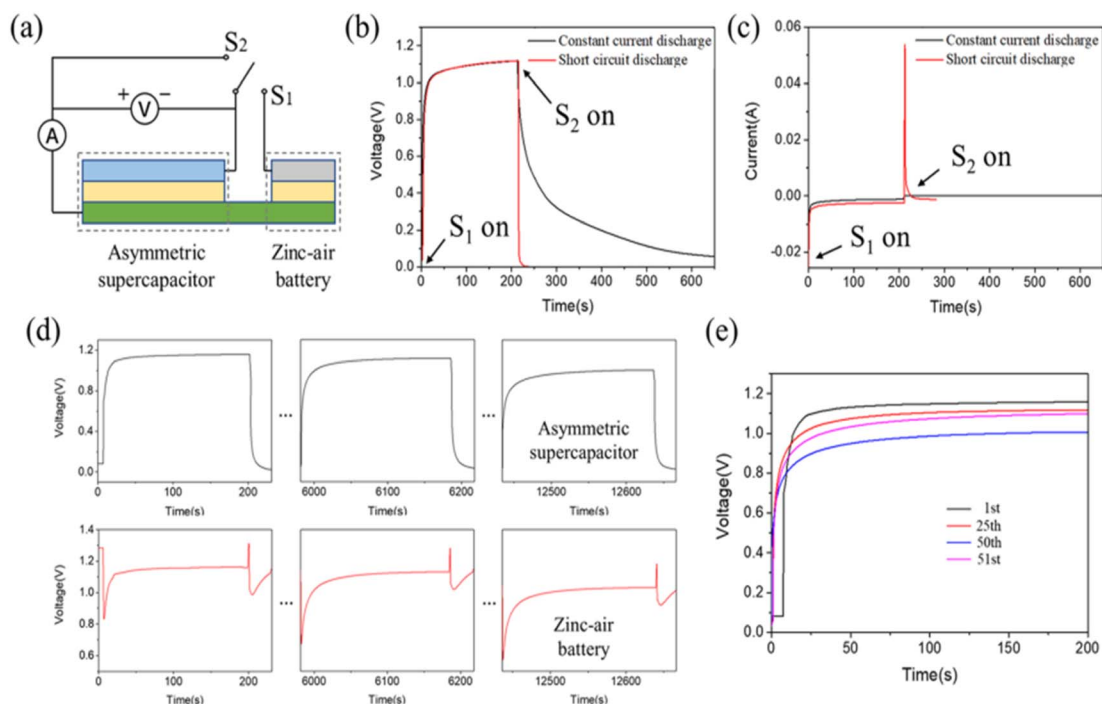 (a)
S2
S1
+ V −
A
Asymmetric
supercapacitor
Zinc-air
battery
(b)
Voltage(V)
1.2
0.9
0.6
0.3
0.0
Constant current discharge
Short circuit discharge
S2 on
S1 on
0 100 200 300 400 500 600
Time(s)
(c)
Current(A)
0.06
0.04
0.02
0.00
-0.02
Constant current discharge
Short circuit discharge
S2 on
S1 on
0 100 200 300 400 500 600
Time(s)
(d)
Voltage(V)
1.2
0.8
0.4
0.0
0 100 200
Time(s)
...
6000 6100 6200
Time(s)
...
Asymmetric
supercapacitor
12500 12600
Time(s)
Voltage(V)
1.4
1.2
1.0
0.8
0.6
0 100 200
Time(s)
...
6000 6100 6200
Time(s)
...
Zinc-air
battery
12500 12600
Time(s)
(e)
Voltage(V)
1.2
1.0
0.8
0.6
0.4
0.2
0.0
1st
25th
50th
51st
0 50 100 150 200
Time(s)